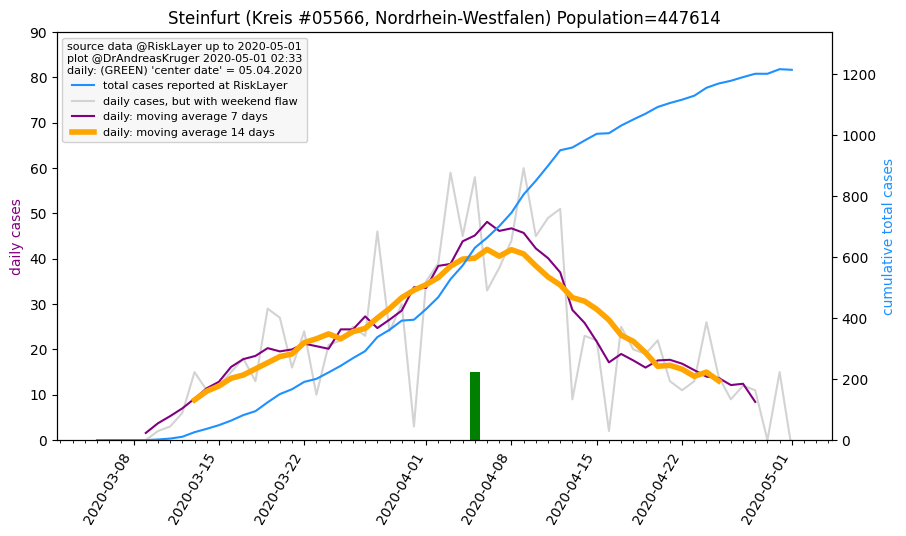 Steinfurt (Kreis #05566, Nordrhein-Westfalen) Population=447614
source data @RiskLayer up to 2020-05-01
plot @DrAndreasKruger 2020-05-01 02:33
daily: (GREEN) 'center date' = 05.04.2020
total cases reported at RiskLayer
daily cases, but with weekend flaw
daily: moving average 7 days
daily: moving average 14 days
daily cases
90
80
70
60
50
40
30
20
10
0
1200
1000
800
600
400
200
0
cumulative total cases
2020-03-08
2020-03-15
2020-03-22
2020-04-01
2020-04-08
2020-04-15
2020-04-22
2020-05-01